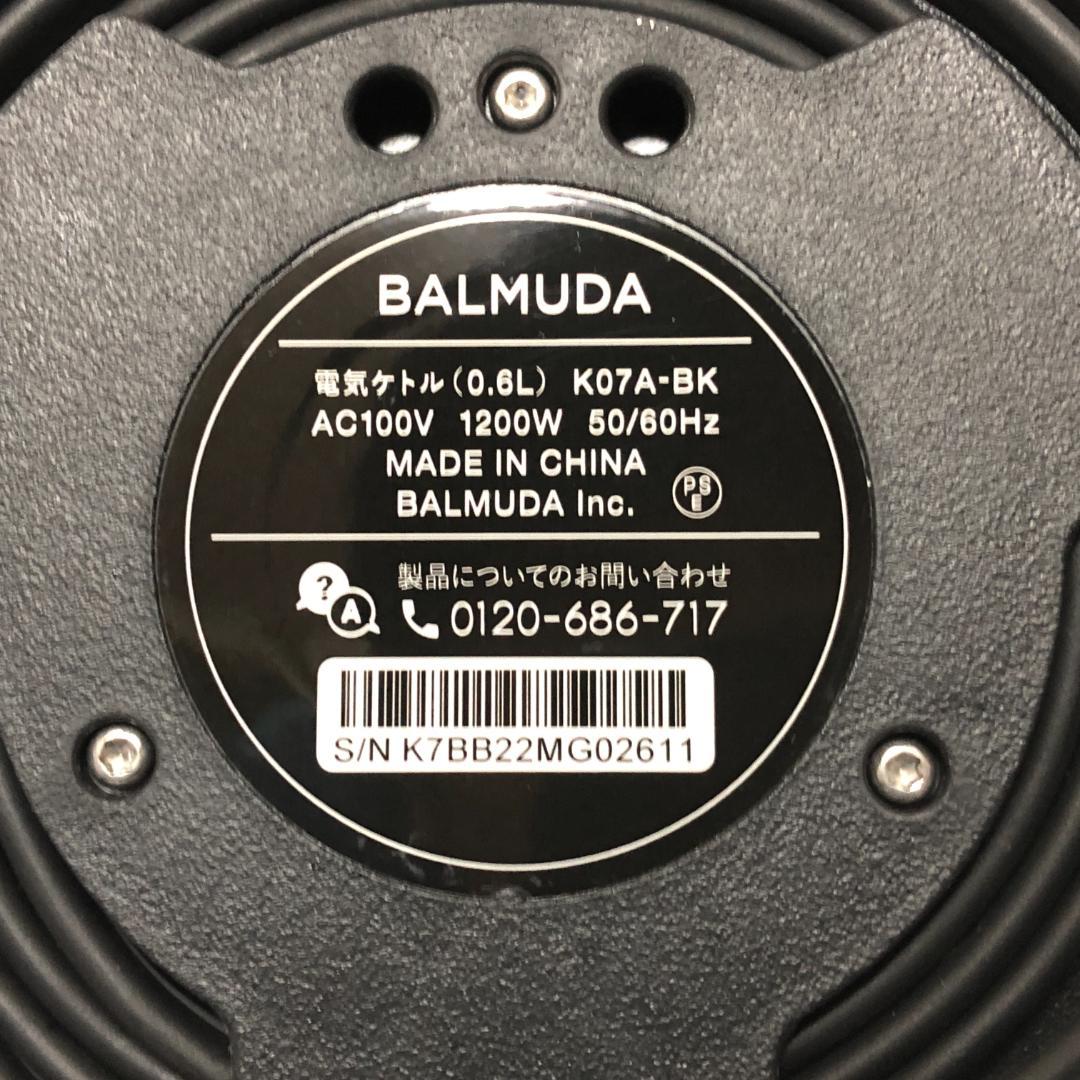 BALMUDA
電気ケトル(0.6L) K07A-BK
AC100V 1200W 50/60Hz
MADE IN CHINA
BALMUDA Inc.
PS
E
製品についてのお問い合わせ
?
A
0120-686-717
S/N K7BB22MG02611